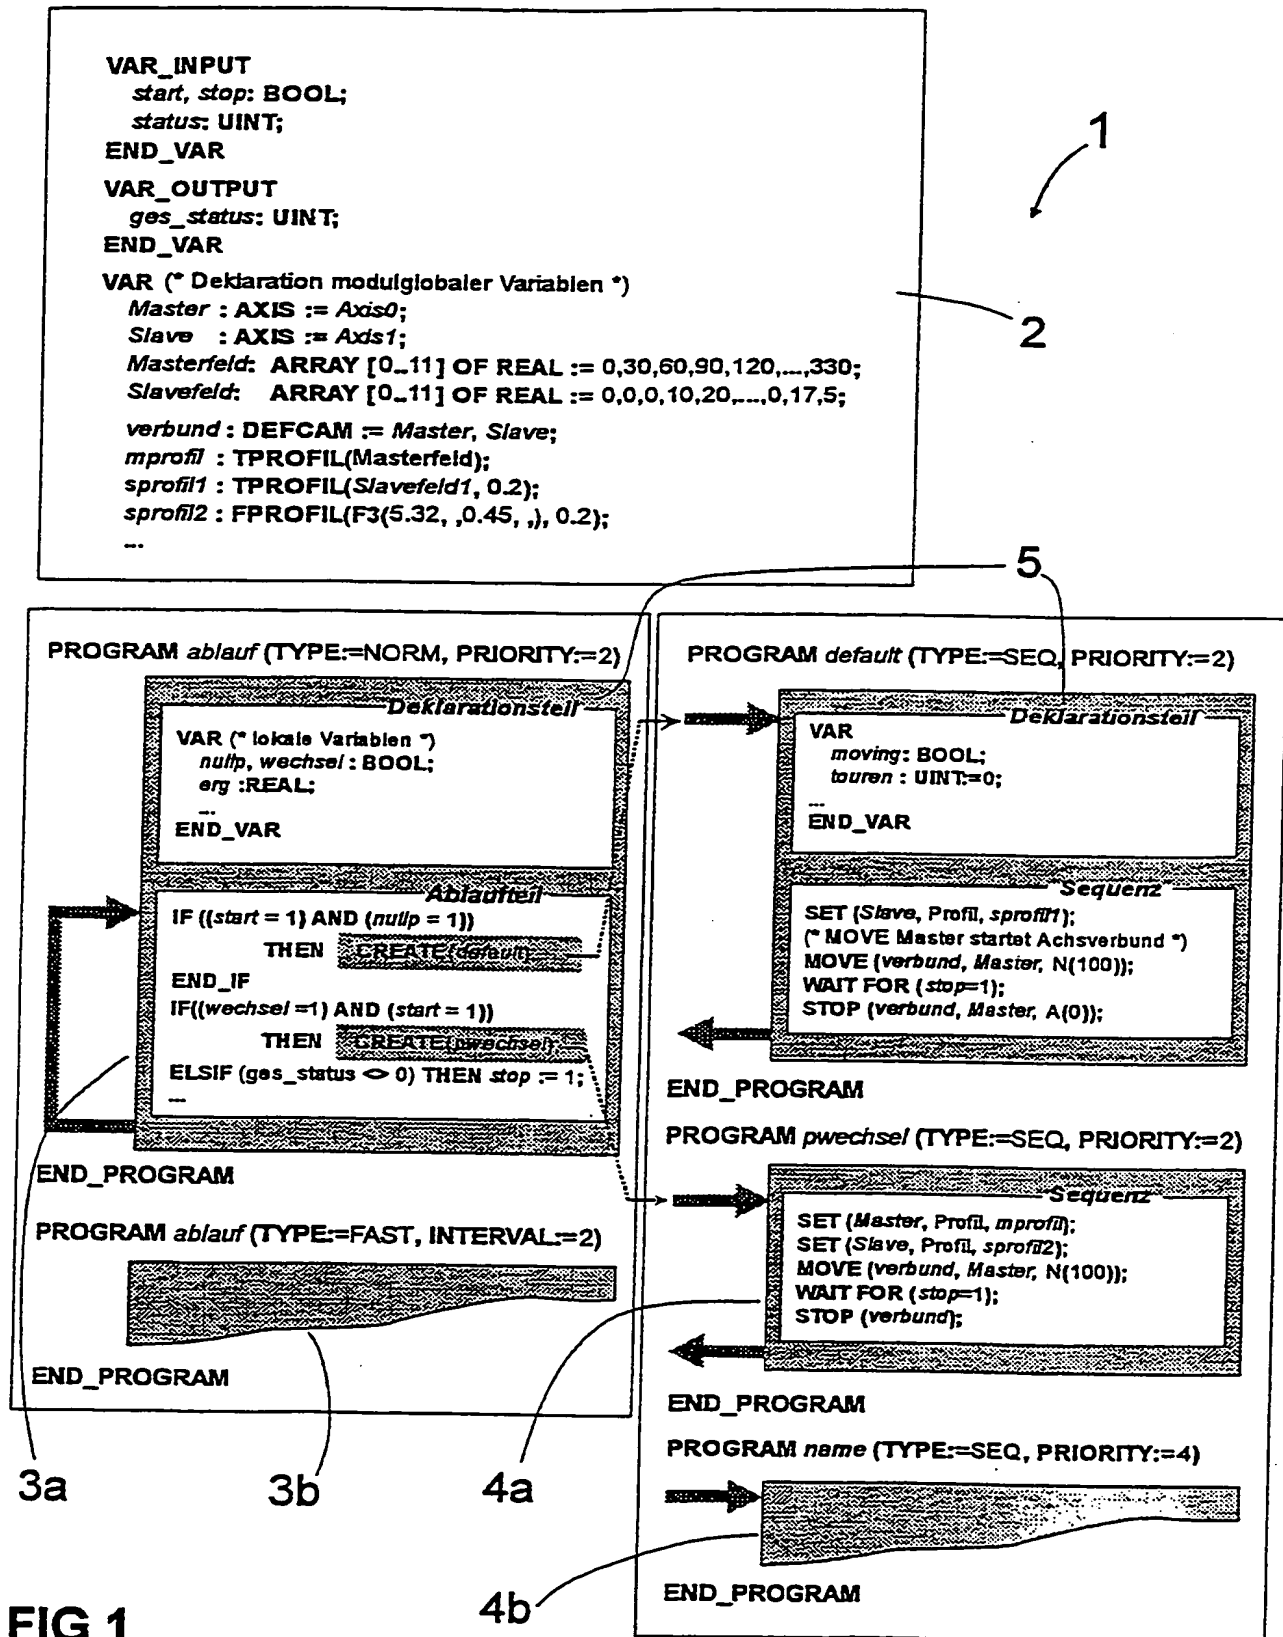 VAR_INPUT
start, stop: BOOL;
status: UINT;
END_VAR
VAR_OUTPUT
ges_status: UINT;
END_VAR
VAR (* Deklaration modulglobaler Variablen *)
Master : AXIS := Axis0;
Slave : AXIS := Axis1;
Masterfeld: ARRAY [0...11] OF REAL := 0,30,60,90,120,...,330;
Slavefeld: ARRAY [0...11] OF REAL := 0,0,0,10,20,...,0,17,5;
verbund : DEFCAM := Master, Slave;
mprofil : TPROFIL(Masterfeld);
sprofil1 : TPROFIL(Slavefeld1, 0.2);
sprofil2 : FPROFIL(F3(5.32, ,0.45, ,), 0.2);
...
1
2
5
PROGRAM ablauf (TYPE:=NORM, PRIORITY:=2)
Deklarationsteil
VAR (* lokale Variablen *)
nullp, wechsel : BOOL;
erg :REAL;
...
END_VAR
Ablaufteil
IF ((start = 1) AND (nullp = 1))
THEN CREATE(default)
END_IF
IF((wechsel =1) AND (start = 1))
THEN CREATE(pwechsel);
ELSIF (ges_status <> 0) THEN stop := 1;
...
END_PROGRAM
PROGRAM ablauf (TYPE:=FAST, INTERVAL:=2)
END_PROGRAM
3a
3b
PROGRAM default (TYPE:=SEQ, PRIORITY:=2)
Deklarationsteil
VAR
moving: BOOL;
touren : UINT:=0;
...
END_VAR
Sequenz
SET (Slave, Profil, sprofil1);
(* MOVE Master startet Achsverbund *)
MOVE (verbund, Master, N(100));
WAIT FOR (stop=1);
STOP (verbund, Master, A(0));
END_PROGRAM
PROGRAM pwechsel (TYPE:=SEQ, PRIORITY:=2)
Sequenz
SET (Master, Profil, mprofil);
SET (Slave, Profil, sprofil2);
MOVE (verbund, Master, N(100));
WAIT FOR (stop=1);
STOP (verbund);
END_PROGRAM
PROGRAM name (TYPE:=SEQ, PRIORITY:=4)
END_PROGRAM
4a
4b
FIG 1